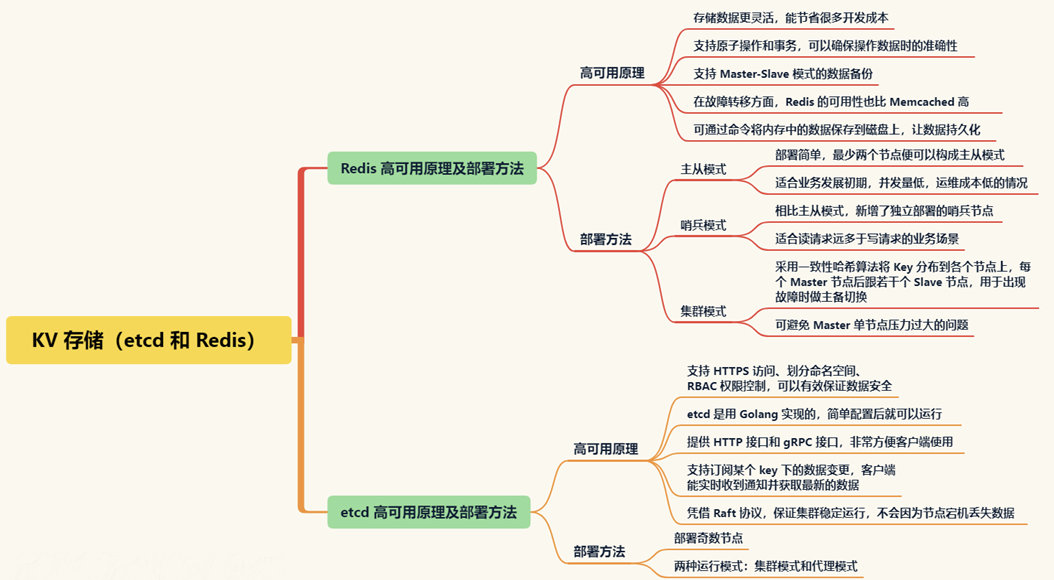 KV 存储（etcd 和 Redis）
Redis 高可用原理及部署方法
高可用原理
存储数据更灵活，能节省很多开发成本
支持原子操作和事务，可以确保操作数据时的准确性
支持 Master-Slave 模式的数据备份
在故障转移方面，Redis 的可用性也比 Memcached 高
可通过命令将内存中的数据保存到磁盘上，让数据持久化
部署方法
主从模式
部署简单，最少两个节点便可以构成主从模式
适合业务发展初期，并发量低，运维成本低的情况
哨兵模式
相比主从模式，新增了独立部署的哨兵节点
适合读请求远多于写请求的业务场景
集群模式
采用一致性哈希算法将 Key 分布到各个节点上，每
个 Master 节点后跟若干个 Slave 节点，用于出现
故障时做主备切换
可避免 Master 单节点压力过大的问题
etcd 高可用原理及部署方法
高可用原理
支持 HTTPS 访问、划分命名空间、
RBAC 权限控制，可以有效保证数据安全
etcd 是用 Golang 实现的，简单配置后就可以运行
提供 HTTP 接口和 gRPC 接口，非常方便客户端使用
支持订阅某个 key 下的数据变更，客户端
能实时收到通知并获取最新的数据
凭借 Raft 协议，保证集群稳定运行，不会因为节点宕机丢失数据
部署方法
部署奇数节点
两种运行模式：集群模式和代理模式